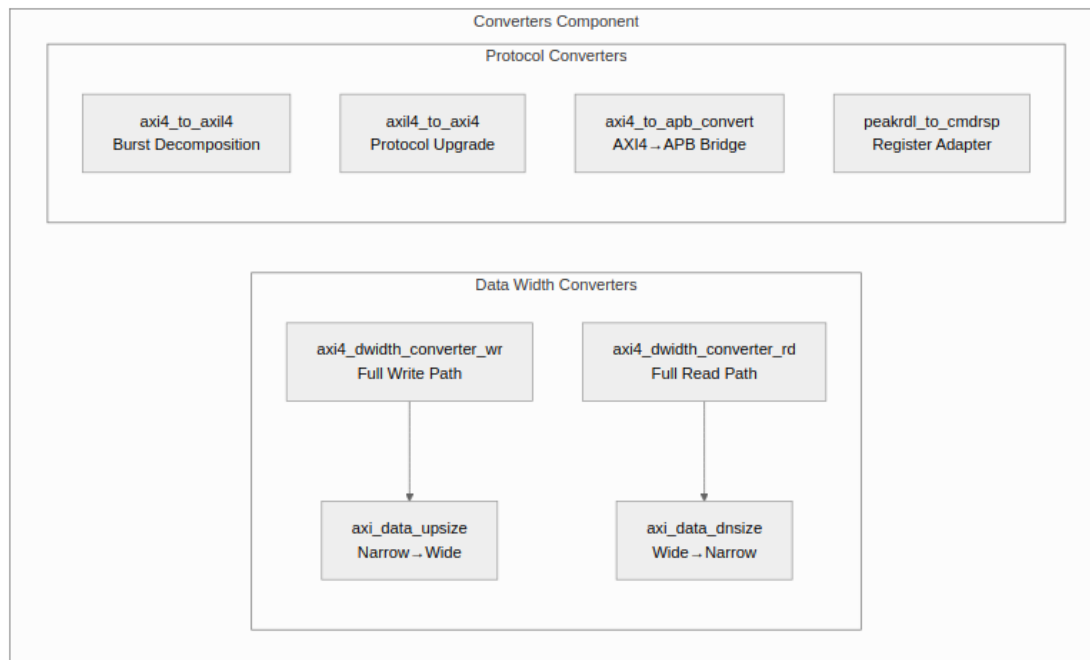 Converters Component
Protocol Converters
axi4_to_axil4
Burst Decomposition
axil4_to_axi4
Protocol Upgrade
axi4_to_apb_convert
AXI4→APB Bridge
peakrdl_to_cmdrsp
Register Adapter
Data Width Converters
axi4_dwidth_converter_wr
Full Write Path
axi4_dwidth_converter_rd
Full Read Path
axi_data_upsize
Narrow→Wide
axi_data_dnsize
Wide→Narrow